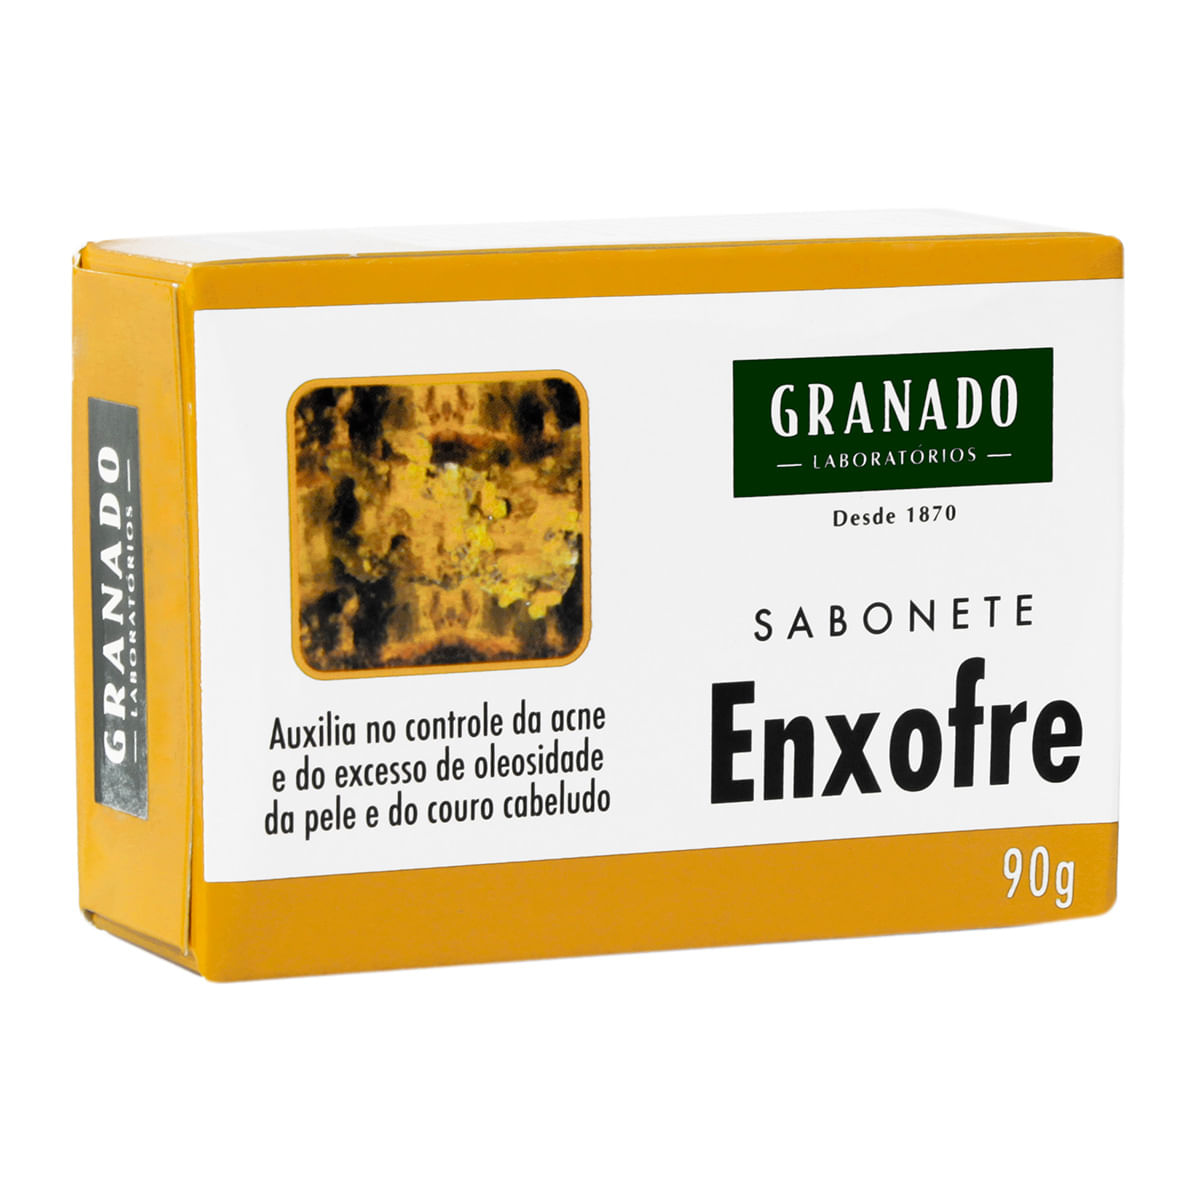 GRANADO
LABORATÓRIOS
Auxilia no controle da acne
e do excesso de oleosidade
da pele e do couro cabeludo
GRANADO
— LABORATÓRIOS —
Desde 1870
SABONETE
Enxofre
90g